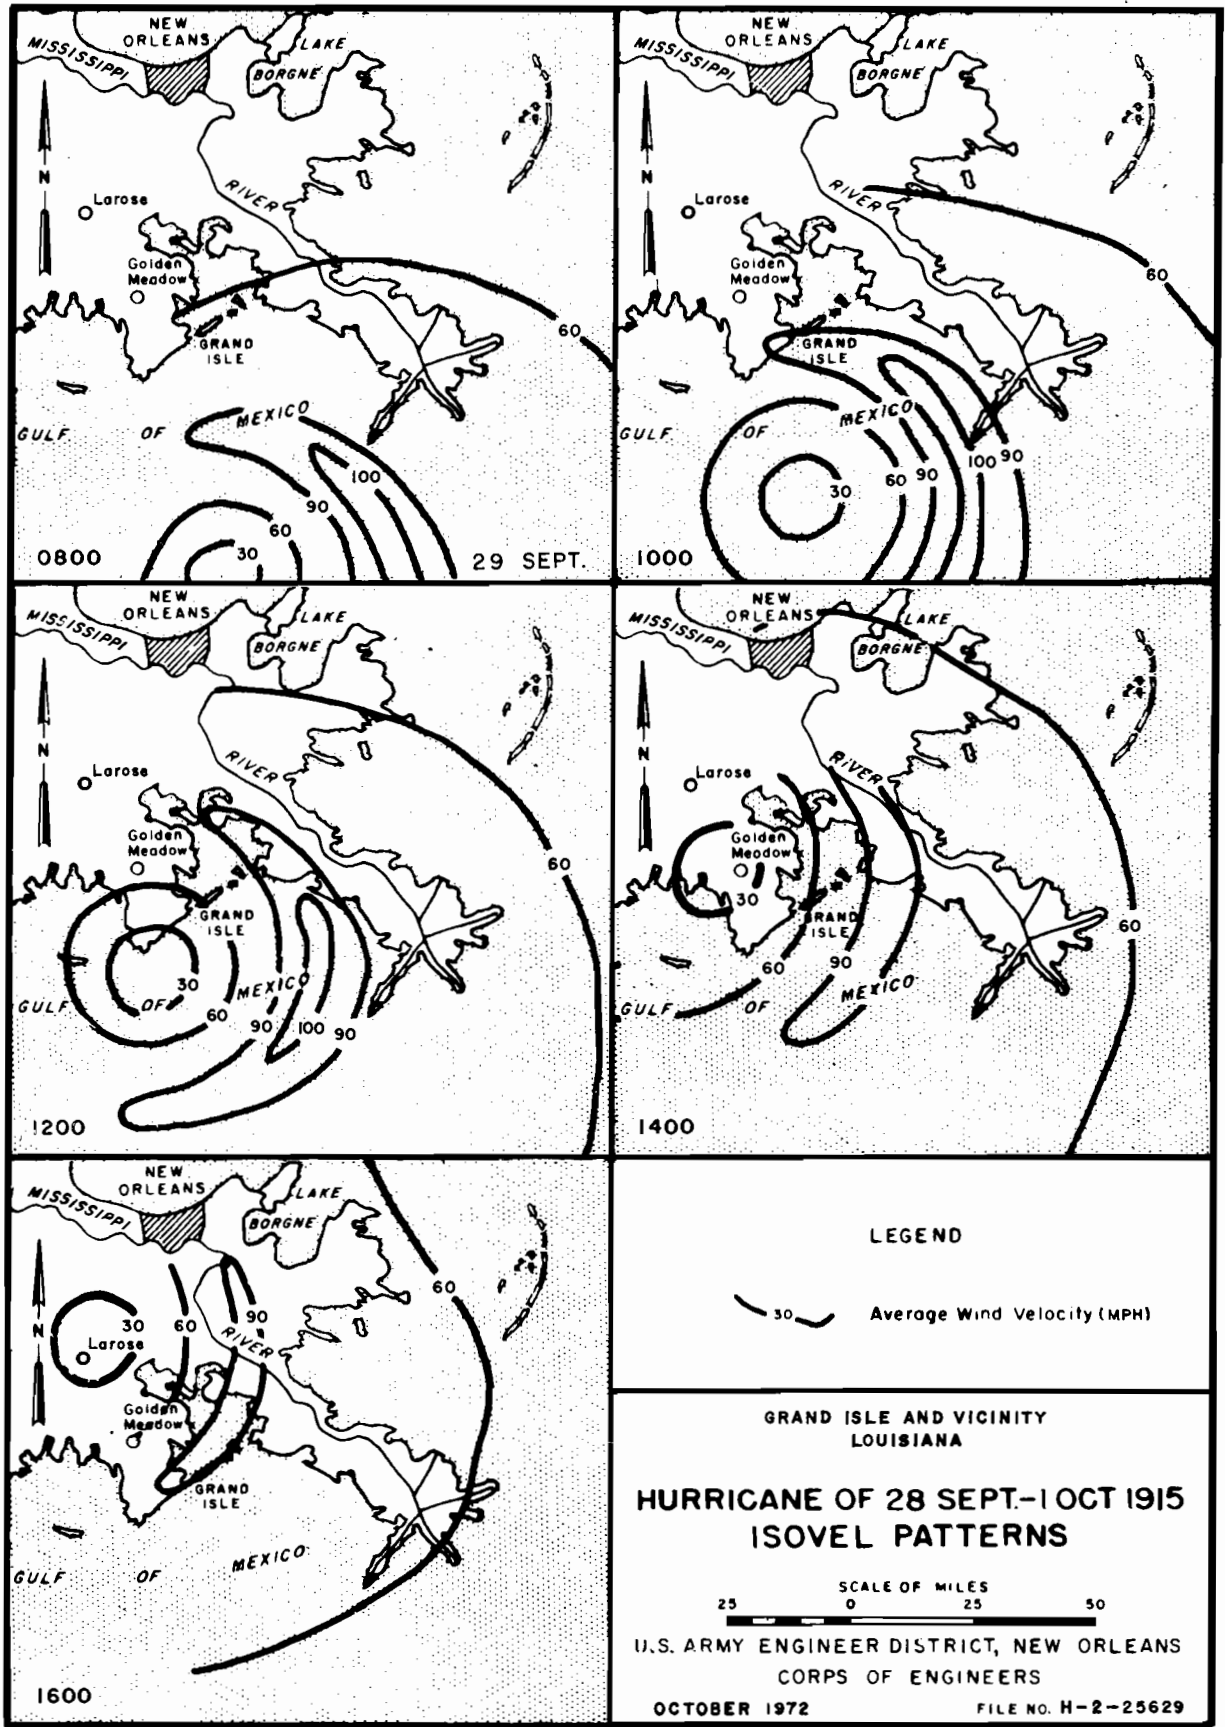 NEW
ORLEANS
LAKE
MISSISSIPPI
BORGNE
N
RIVER
Larose
Golden
Meadow
60
GRAND
ISLE
MEXICO
GULF OF
100
90
60
30
0800
29 SEPT.
NEW
ORLEANS
LAKE
MISSISSIPPI
BORGNE
N
RIVER
Larose
Golden
Meadow
60
GRAND
ISLE
MEXICO
GULF OF
100 90
60 90
30
1000
NEW
ORLEANS
LAKE
MISSISSIPPI
BORGNE
N
RIVER
Larose
Golden
Meadow
60
GRAND
ISLE
30
MEXICO
GULF OF
60
90 100 90
1200
NEW
ORLEANS
LAKE
MISSISSIPPI
BORGNE
N
RIVER
Larose
Golden
Meadow
30
GRAND
ISLE
60
60
90
MEXICO
GULF OF
1400
NEW
ORLEANS
LAKE
MISSISSIPPI
BORGNE
60
N
30 60 90
RIVER
Larose
Golden
Meadow
GRAND
ISLE
MEXICO
GULF OF
1600
LEGEND
30 Average Wind Velocity (MPH)
GRAND ISLE AND VICINITY
LOUISIANA
HURRICANE OF 28 SEPT.-1 OCT 1915
ISOVEL PATTERNS
SCALE OF MILES
25 0 25 50
U.S. ARMY ENGINEER DISTRICT, NEW ORLEANS
CORPS OF ENGINEERS
OCTOBER 1972 FILE NO. H-2-25629